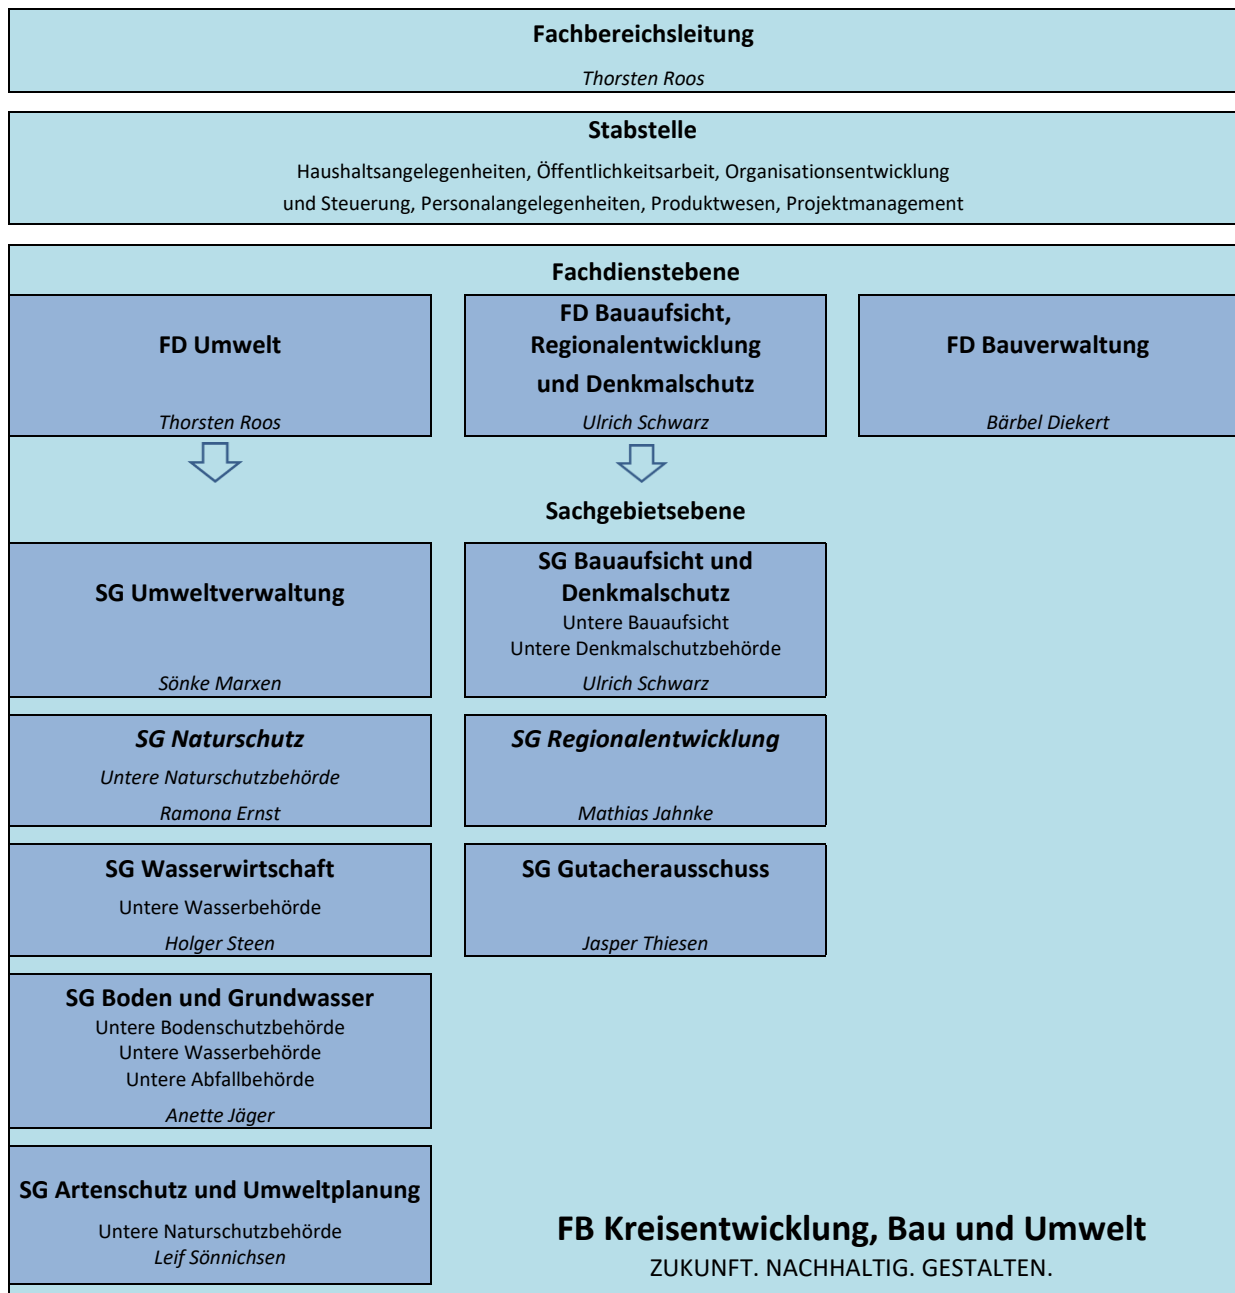 Fachbereichsleitung
Thorsten Roos
Stabstelle
Haushaltsangelegenheiten, Öffentlichkeitsarbeit, Organisationsentwicklung
und Steuerung, Personalangelegenheiten, Produktwesen, Projektmanagement
Fachdienstebene
FD Umwelt
Thorsten Roos
FD Bauaufsicht,
Regionalentwicklung
und Denkmalschutz
Ulrich Schwarz
FD Bauverwaltung
Bärbel Diekert
Sachgebietsebene
SG Umweltverwaltung
Sönke Marxen
SG Bauaufsicht und
Denkmalschutz
Untere Bauaufsicht
Untere Denkmalschutzbehörde
Ulrich Schwarz
SG Naturschutz
Untere Naturschutzbehörde
Ramona Ernst
SG Regionalentwicklung
Mathias Jahnke
SG Wasserwirtschaft
Untere Wasserbehörde
Holger Steen
SG Gutacherausschuss
Jasper Thiesen
SG Boden und Grundwasser
Untere Bodenschutzbehörde
Untere Wasserbehörde
Untere Abfallbehörde
Anette Jäger
SG Artenschutz und Umweltplanung
Untere Naturschutzbehörde
Leif Sönnichsen
FB Kreisentwicklung, Bau und Umwelt
ZUKUNFT. NACHHALTIG. GESTALTEN.